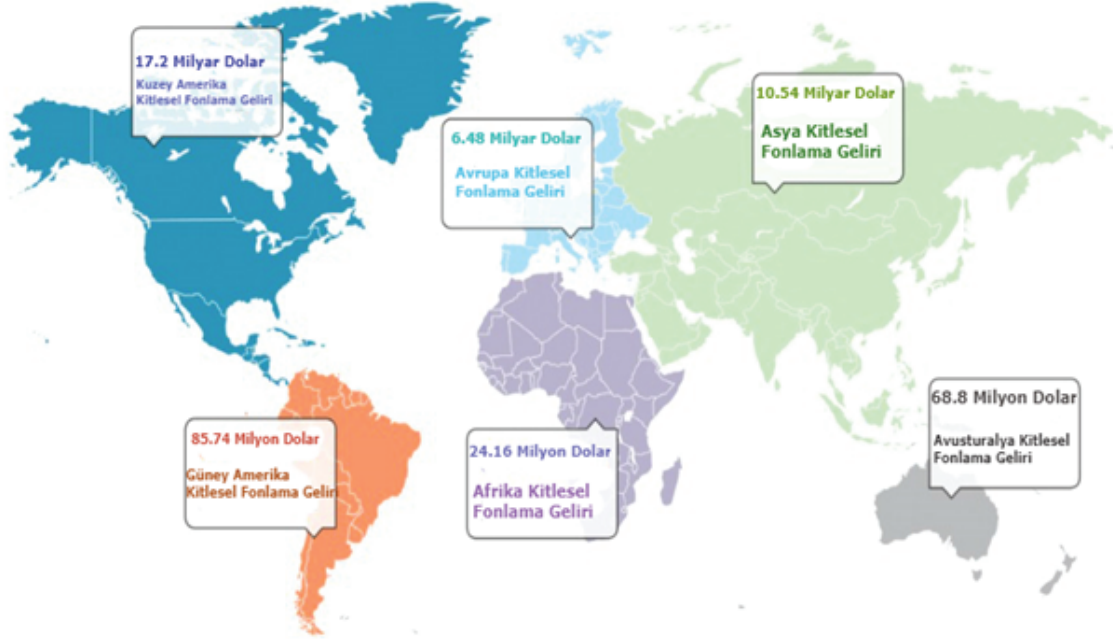 17.2 Milyar Dolar
Kuzey Amerika
Kitlesel Fonlama Geliri
6.48 Milyar Dolar
Avrupa Kitlesel
Fonlama Geliri
10.54 Milyar Dolar
Asya Kitlesel
Fonlama Geliri
85.74 Milyon Dolar
Güney Amerika
Kitlesel Fonlama Geliri
24.16 Milyon Dolar
Afrika Kitlesel
Fonlama Geliri
68.8 Milyon Dolar
Avusturalya Kitlesel
Fonlama Geliri